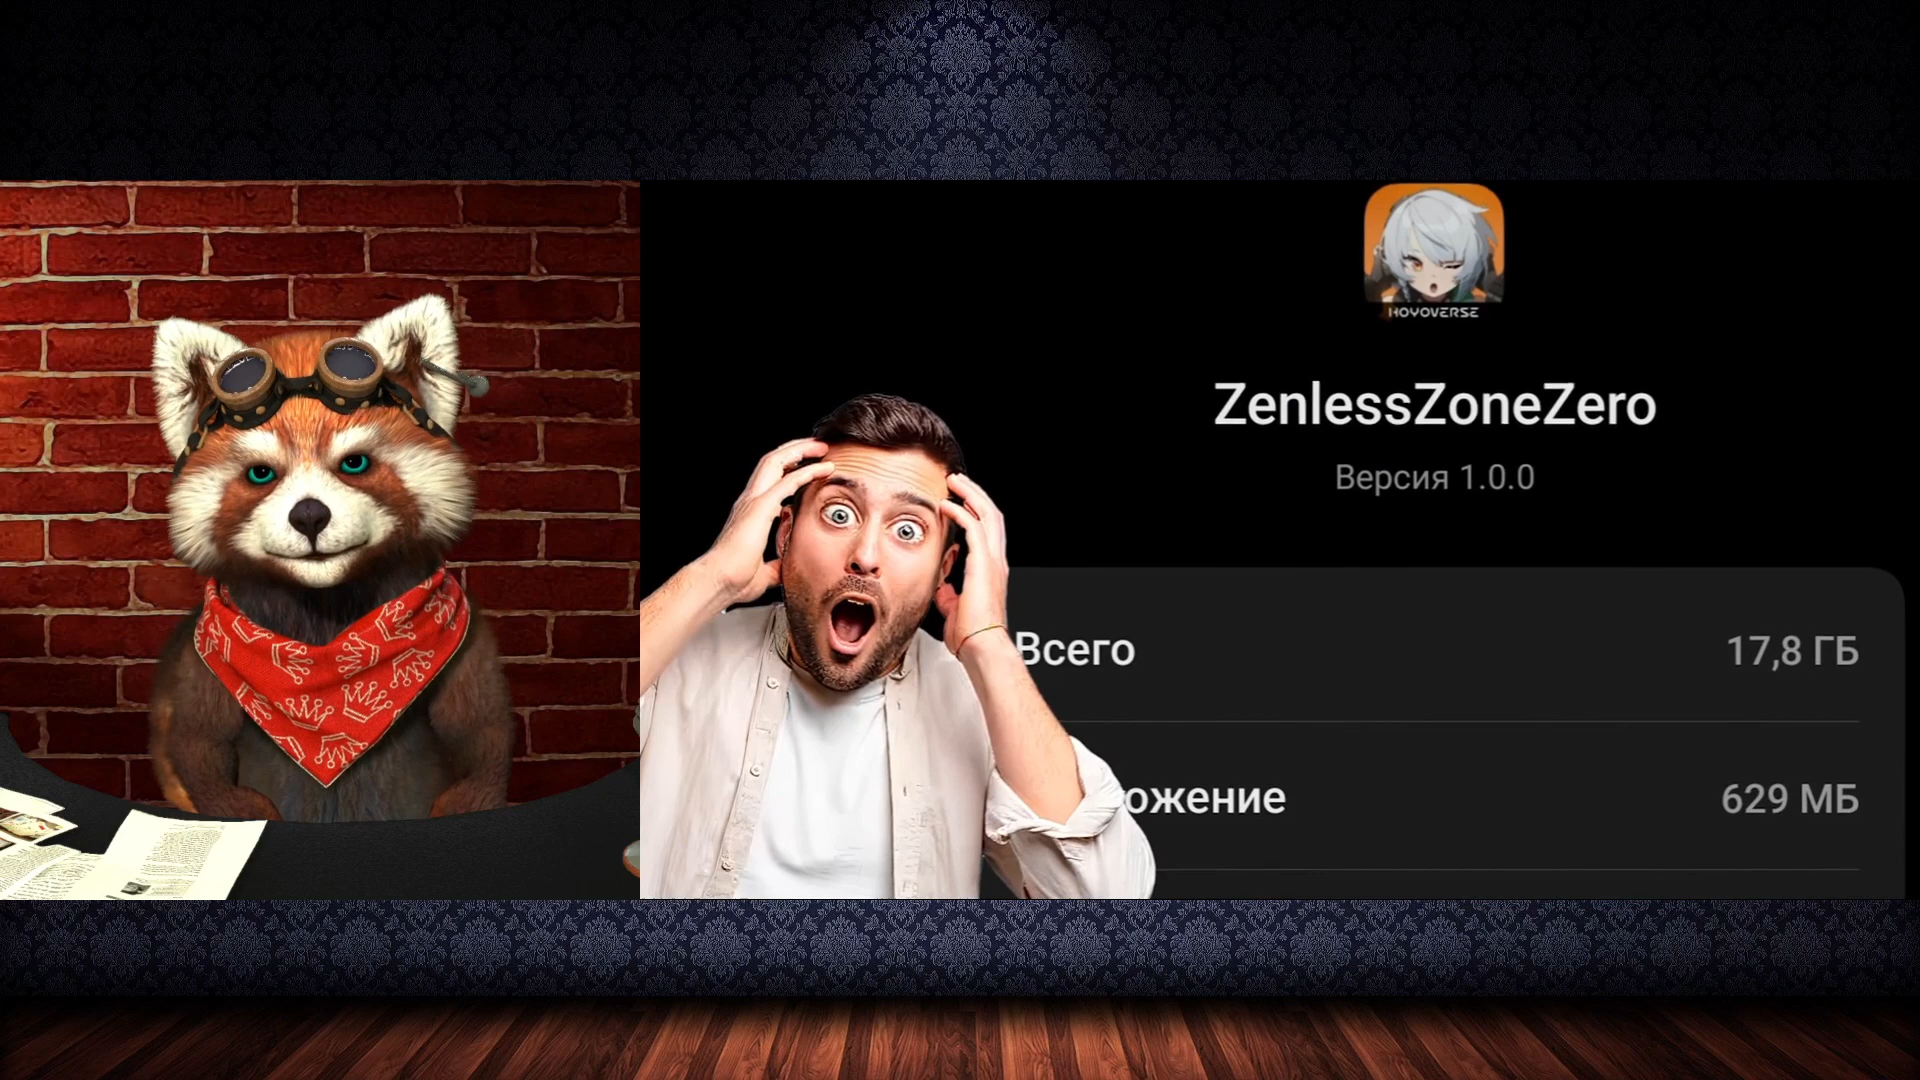 HOYOVERSE
ZenlessZoneZero
Версия 1.0.0
Всего
17,8 ГБ
ожение
629 МБ